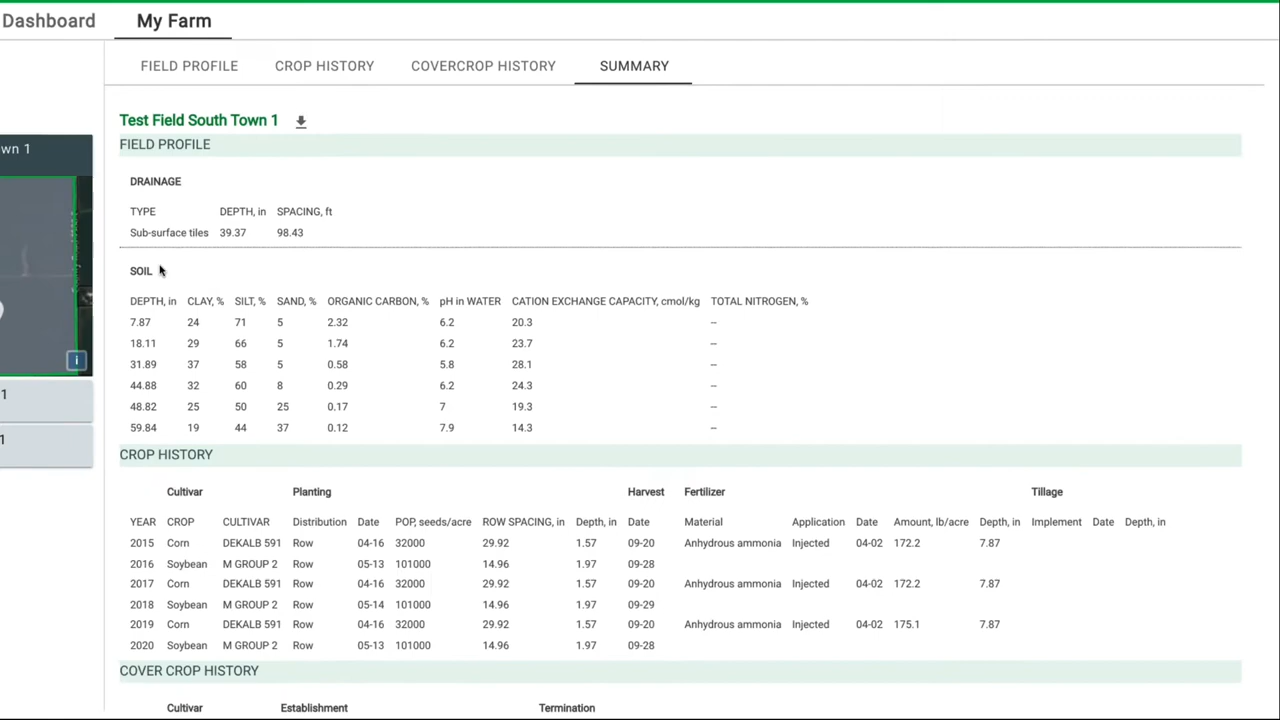 Dashboard My Farm
FIELD PROFILE CROP HISTORY COVERCROP HISTORY SUMMARY
wn 1
i
1
1
Test Field South Town 1
FIELD PROFILE
DRAINAGE
TYPE DEPTH, in SPACING, ft
Sub-surface tiles 39.37 98.43
SOIL
DEPTH, in CLAY, % SILT, % SAND, % ORGANIC CARBON, % pH in WATER CATION EXCHANGE CAPACITY, cmol/kg TOTAL NITROGEN, %
7.87 24 71 5 2.32 6.2 20.3 --
18.11 29 66 5 1.74 6.2 23.7 --
31.89 37 58 5 0.58 5.8 28.1 --
44.88 32 60 8 0.29 6.2 24.3 --
48.82 25 50 25 0.17 7 19.3 --
59.84 19 44 37 0.12 7.9 14.3 --
CROP HISTORY
Cultivar Planting Harvest Fertilizer Tillage
YEAR CROP CULTIVAR Distribution Date POP, seeds/acre ROW SPACING, in Depth, in Date Material Application Date Amount, lb/acre Depth, in Implement Date Depth, in
2015 Corn DEKALB 591 Row 04-16 32000 29.92 1.57 09-20 Anhydrous ammonia Injected 04-02 172.2 7.87
2016 Soybean M GROUP 2 Row 05-13 101000 14.96 1.97 09-28
2017 Corn DEKALB 591 Row 04-16 32000 29.92 1.57 09-20 Anhydrous ammonia Injected 04-02 172.2 7.87
2018 Soybean M GROUP 2 Row 05-14 101000 14.96 1.97 09-29
2019 Corn DEKALB 591 Row 04-16 32000 29.92 1.57 09-20 Anhydrous ammonia Injected 04-02 175.1 7.87
2020 Soybean M GROUP 2 Row 05-13 101000 14.96 1.97 09-28
COVER CROP HISTORY
Cultivar Establishment Termination